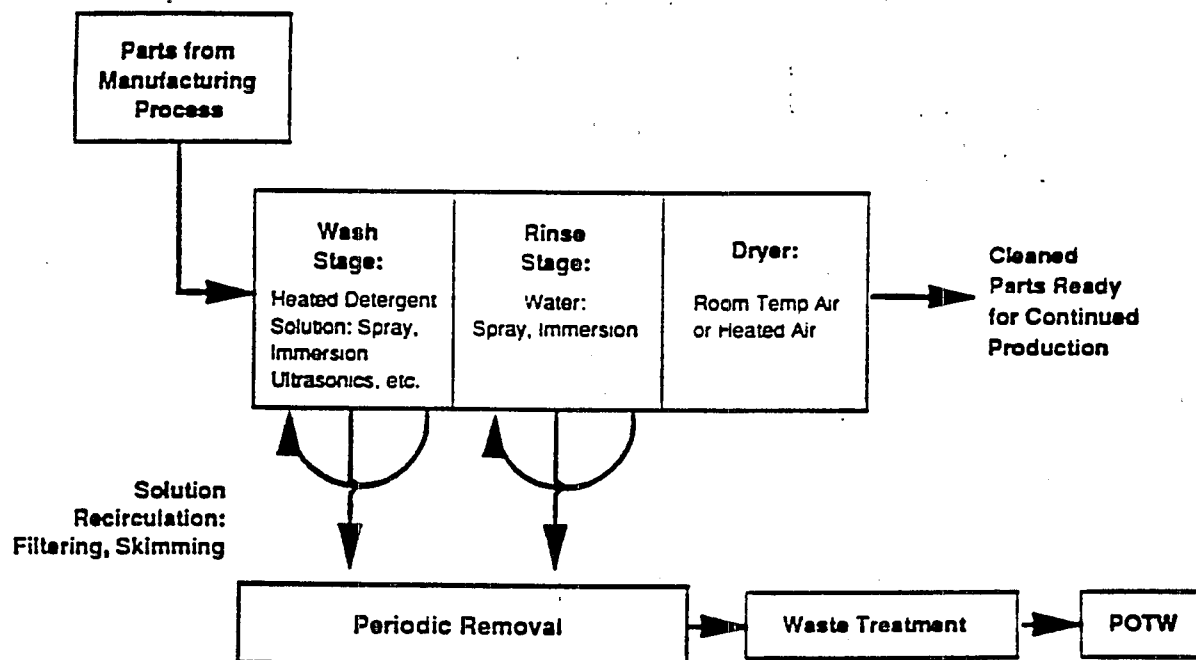 Parts from
Manufacturing
Process
Wash
Stage:
Heated Detergent
Solution: Spray,
Immersion
Ultrasonics, etc.
Rinse
Stage:
Water:
Spray, Immersion
Dryer:
Room Temp Air
or Heated Air
Cleaned
Parts Ready
for Continued
Production
Solution
Recirculation:
Filtering, Skimming
Periodic Removal
Waste Treatment
POTW